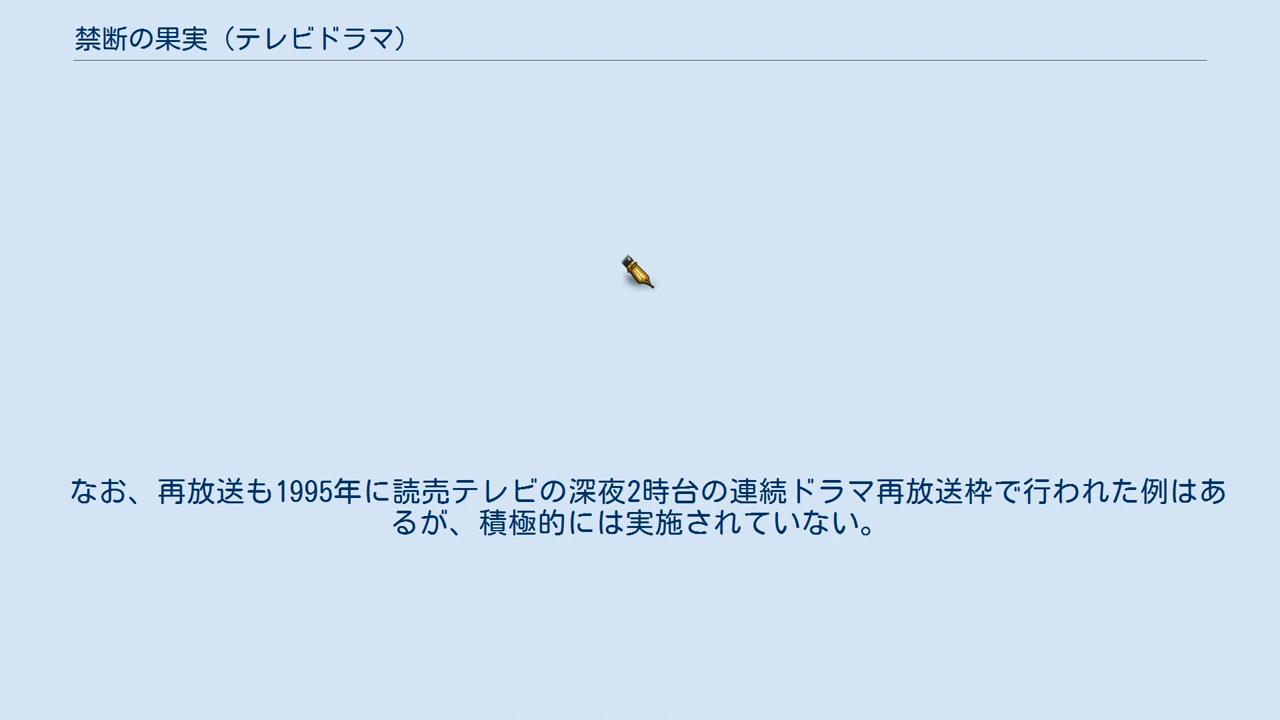 禁断の果実（テレビドラマ）
なお、再放送も1995年に読売テレビの深夜2時台の連続ドラマ再放送枠で行われた例はあ
るが、積極的には実施されていない。